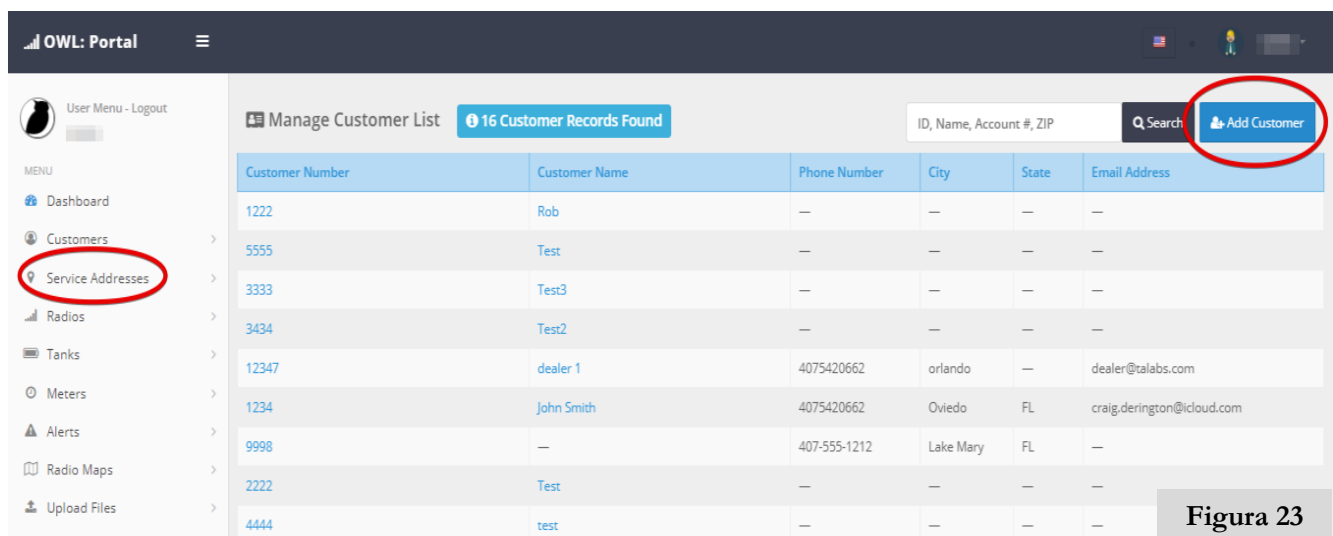 OWL: Portal
User Menu - Logout
Manage Customer List 16 Customer Records Found ID, Name, Account #, ZIP Search Add Customer
MENU
Dashboard
Customers
Service Addresses
Radios
Tanks
Meters
Alerts
Radio Maps
Upload Files
Customer Number Customer Name Phone Number City State Email Address
1222 Rob — — — —
5555 Test — — — —
3333 Test3 — — — —
3434 Test2 — — — —
12347 dealer 1 4075420662 orlando — dealer@talabs.com
1234 John Smith 4075420662 Oviedo FL craig.derington@icloud.com
9998 — 407-555-1212 Lake Mary FL —
2222 Test — — — —
4444 test — — — —
Figura 23